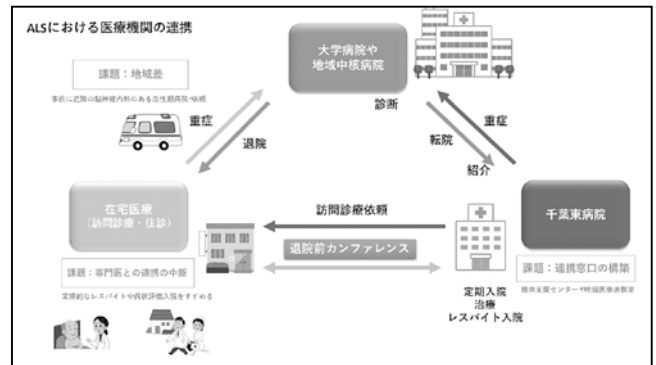 ALSにおける医療機関の連携
大学病院や
地域中核病院
課題：地域差
事前に近隣の脳神経内科のある急性期病院へ依頼
診断
重症
退院
転院
重症
紹介
在宅医療
（訪問診療・往診）
訪問診療依頼
千葉東病院
退院前カンファレンス
課題：専門医との連携の中断
定期的なレスパイトや病状評価入院をすすめる
課題：連携窓口の構築
定期入院
治療
レスパイト入院